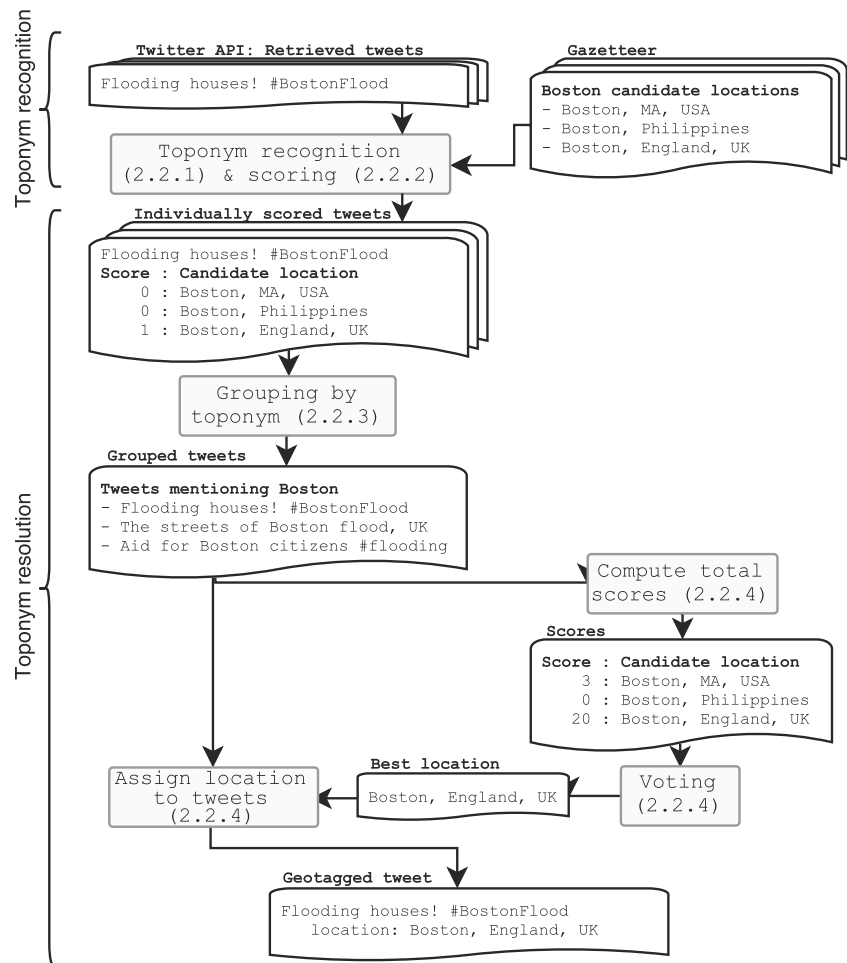 Toponym recognition
Twitter API: Retrieved tweets
Flooding houses! #BostonFlood
Gazetteer
Boston candidate locations
- Boston, MA, USA
- Boston, Philippines
- Boston, England, UK
Toponym recognition
(2.2.1) & scoring (2.2.2)
Toponym resolution
Individually scored tweets
Flooding houses! #BostonFlood
Score : Candidate location
0 : Boston, MA, USA
0 : Boston, Philippines
1 : Boston, England, UK
Grouping by
toponym (2.2.3)
Grouped tweets
Tweets mentioning Boston
- Flooding houses! #BostonFlood
- The streets of Boston flood, UK
- Aid for Boston citizens #flooding
Compute total
scores (2.2.4)
Scores
Score : Candidate location
3 : Boston, MA, USA
0 : Boston, Philippines
20 : Boston, England, UK
Voting
(2.2.4)
Best location
Boston, England, UK
Assign location
to tweets
(2.2.4)
Geotagged tweet
Flooding houses! #BostonFlood
location: Boston, England, UK